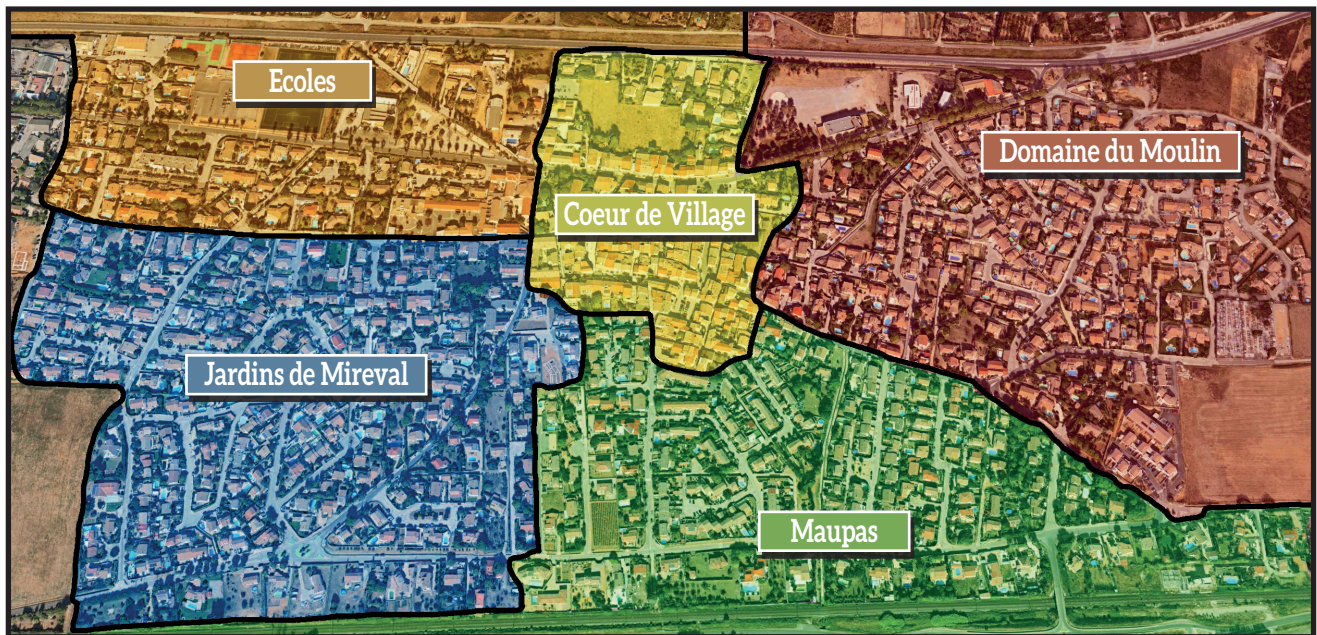 Ecoles
Domaine du Moulin
Coeur de Village
Jardins de Mireval
Maupas